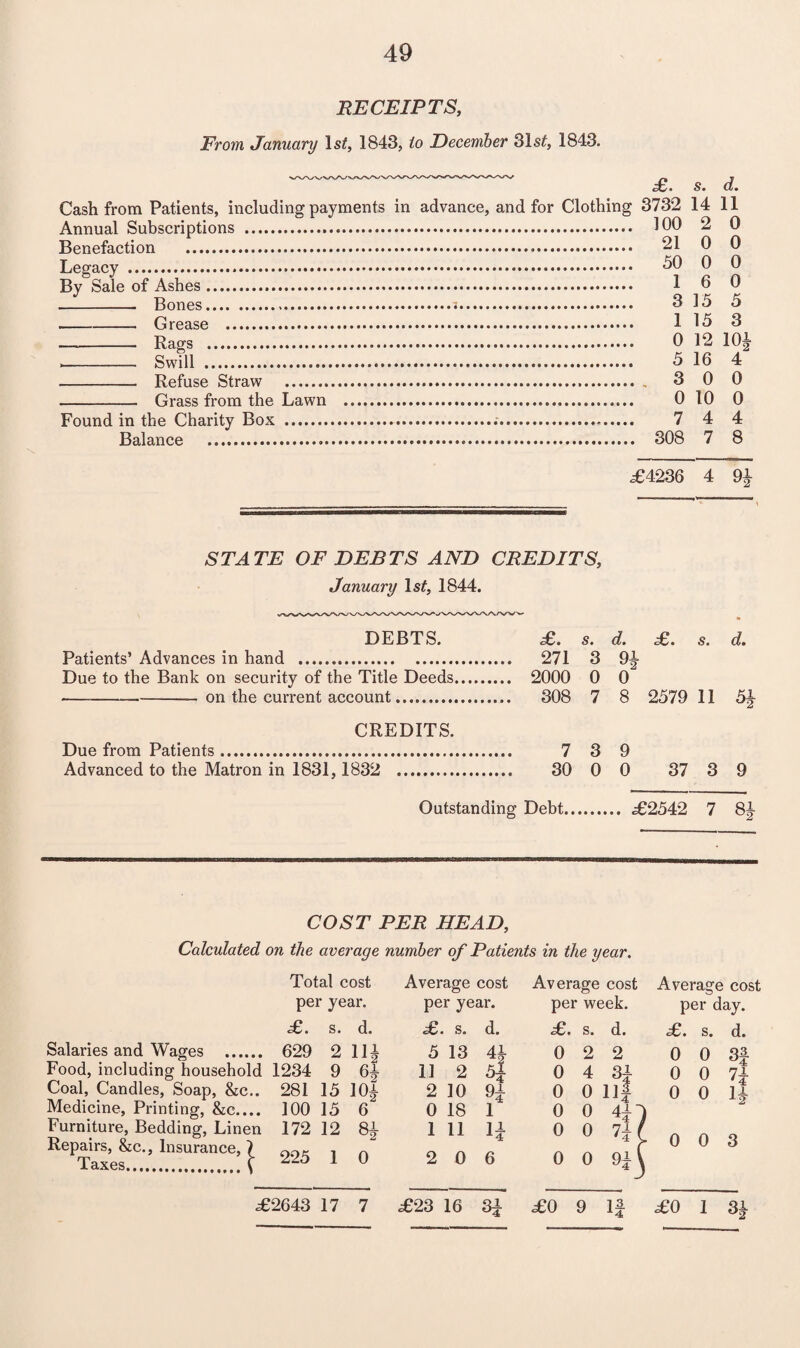 49
RECEIPTS,
From January 1st, 1843, to December 31st, 1843.
£. s. d.
Cash from Patients, including payments in advance, and for Clothing 3732 14 11
Annual Subscriptions ........ 100 2 0
Benefaction ........ 21 0 0
Legacy ........ 50 0 0
By Sale of Ashes ........ 1 6 0
——— Bones ........ 3 15 5
——— Grease ........ 1 15 3
——— Rags ........ 0 12 10½
——— Swill ........ 5 16 4
——— Refuse Straw ........ 3 0 0
——— Grass from the Lawn ........ 0 10 0
Found in the Charity Box ........ 7 4 4
Balance ........ 308 7 8
£4236 4 9½
STATE OF DEBTS AND CREDITS,
January 1st, 1844.
DEBTS. £. s. d. £. s. d.
Patients’ Advances in hand ........ 271 3 9½
Due to the Bank on security of the Title Deeds ........ 2000 0 0
——— on the current account ........ 308 7 8 2579 11 5½
CREDITS.
Due from Patients ........ 7 3 9
Advanced to the Matron in 1831, 1832 ........ 30 0 0 37 3 9
Outstanding Debt.......... £2542 7 8½
COST PER HEAD,
Calculated on the average number of Patients in the year.
Total cost Average cost Average cost Average cost
per year. per year. per week. per day.
£. s. d. £. s. d. £. s. d. £. s. d.
Salaries and Wages ...... 629 2 11½ 5 13 4½ 0 2 2 0 0 3¾
Food, including household 1234 9 6½ 11 2 5¼ 0 4 3¼ 0 0 7¼
Coal, Candles, Soap, &c.. 281 15 10½ 2 10 9¼ 0 0 11¾ 0 0 1½
Medicine, Printing, &c.... 100 15 6 0 18 1 0 0 4¼
Furniture, Bedding, Linen 172 12 8½ 1 11 1¼ 0 0 7¼
Repairs, &c., Insurance, } 225 1 0 2 0 6 0 0 9¼ } 0 0 3
Taxes....................
£2643 17 7 £23 16 3¼ £0 9 1¾ £0 1 3½